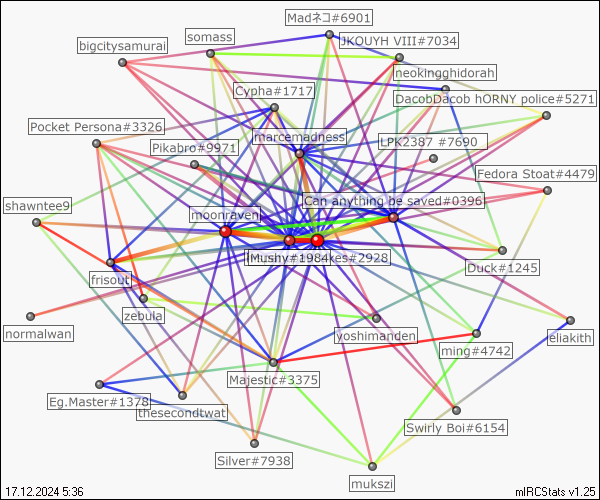 Madネコ#6901
somass
JKOUYH VIII#7034
bigcitysamurai
neokingghidorah
Cypha#1717
DacobDacob hORNY police#5271
Pocket Persona#3326
marcemadness
LPK2387 #7690
Pikabro#9971
Fedora Stoat#4479
Can anything be saved#0396
shawntee9
moonraven
Mushy#1984
kes#2928
Duck#1245
frisout
zebula
normalwan
yoshimanden
eliakith
ming#4742
Majestic#3375
Eg.Master#1378
thesecondtwat
Swirly Boi#6154
Silver#7938
mukszi
17.12.2024 5:36
mIRCStats v1.25